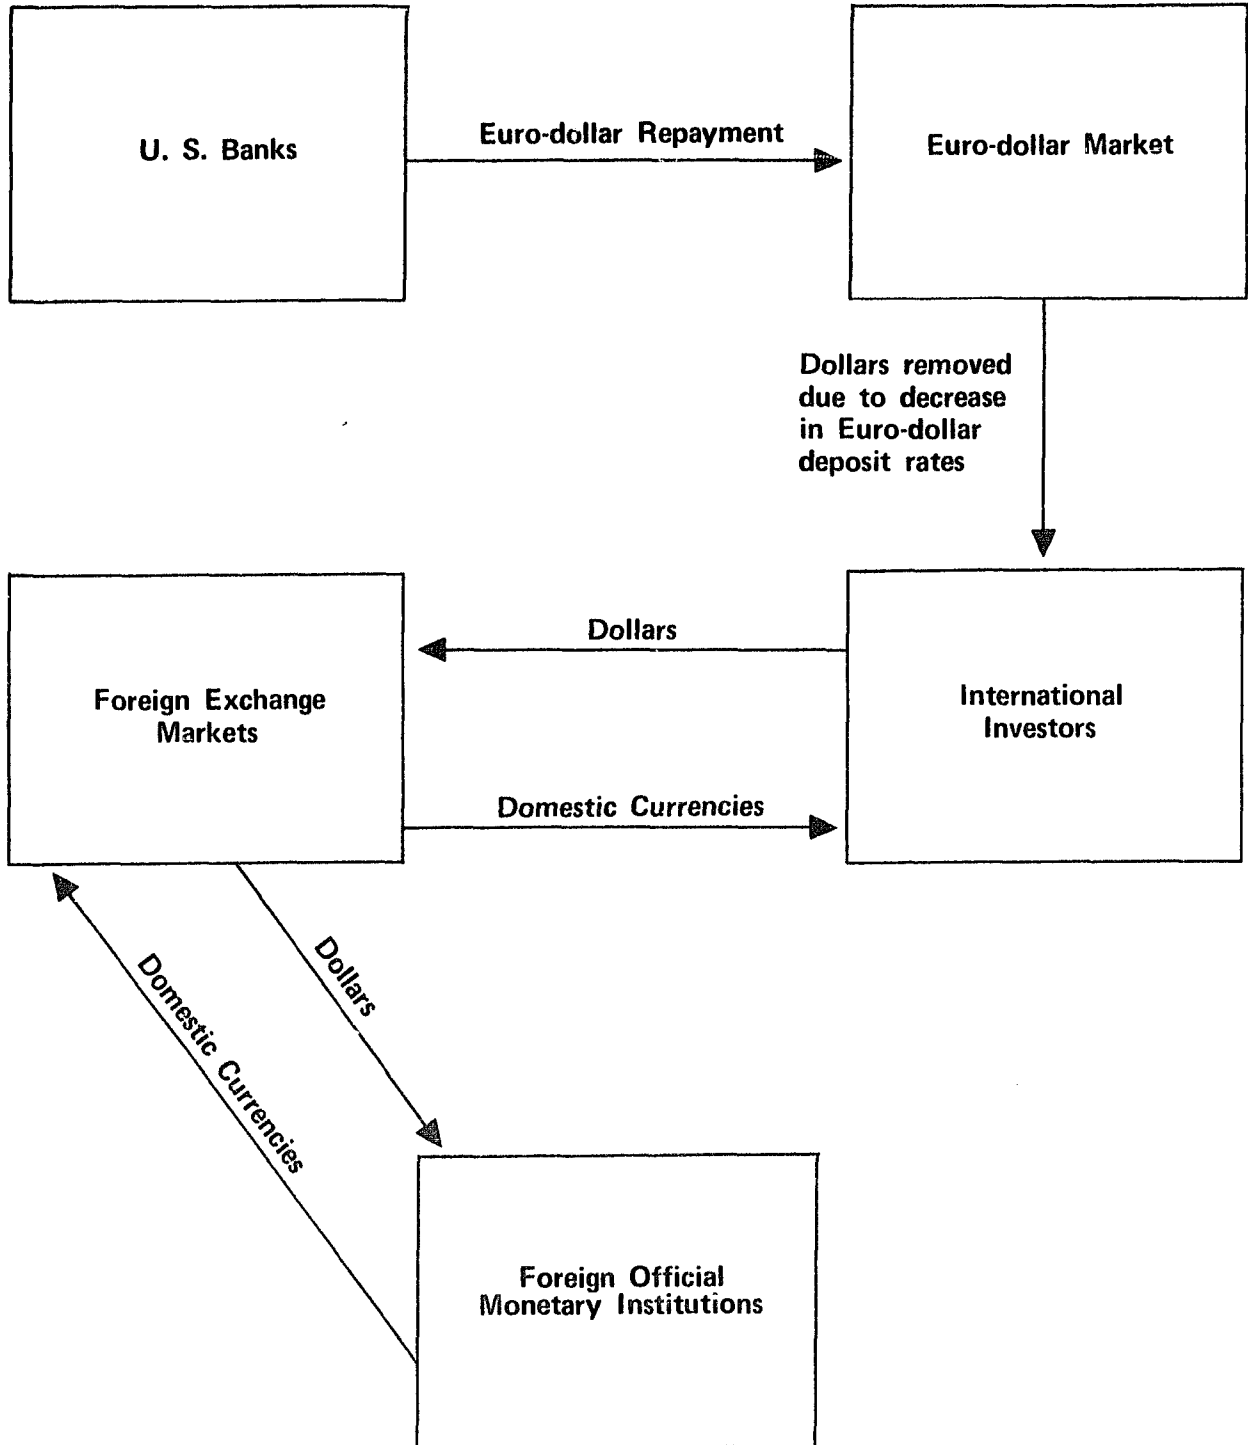 U. S. Banks
Euro-dollar Repayment
Euro-dollar Market
Dollars removed
due to decrease
in Euro-dollar
deposit rates
Foreign Exchange
Markets
Dollars
International
Investors
Domestic Currencies
Dollars
Domestic Currencies
Foreign Official
Monetary Institutions